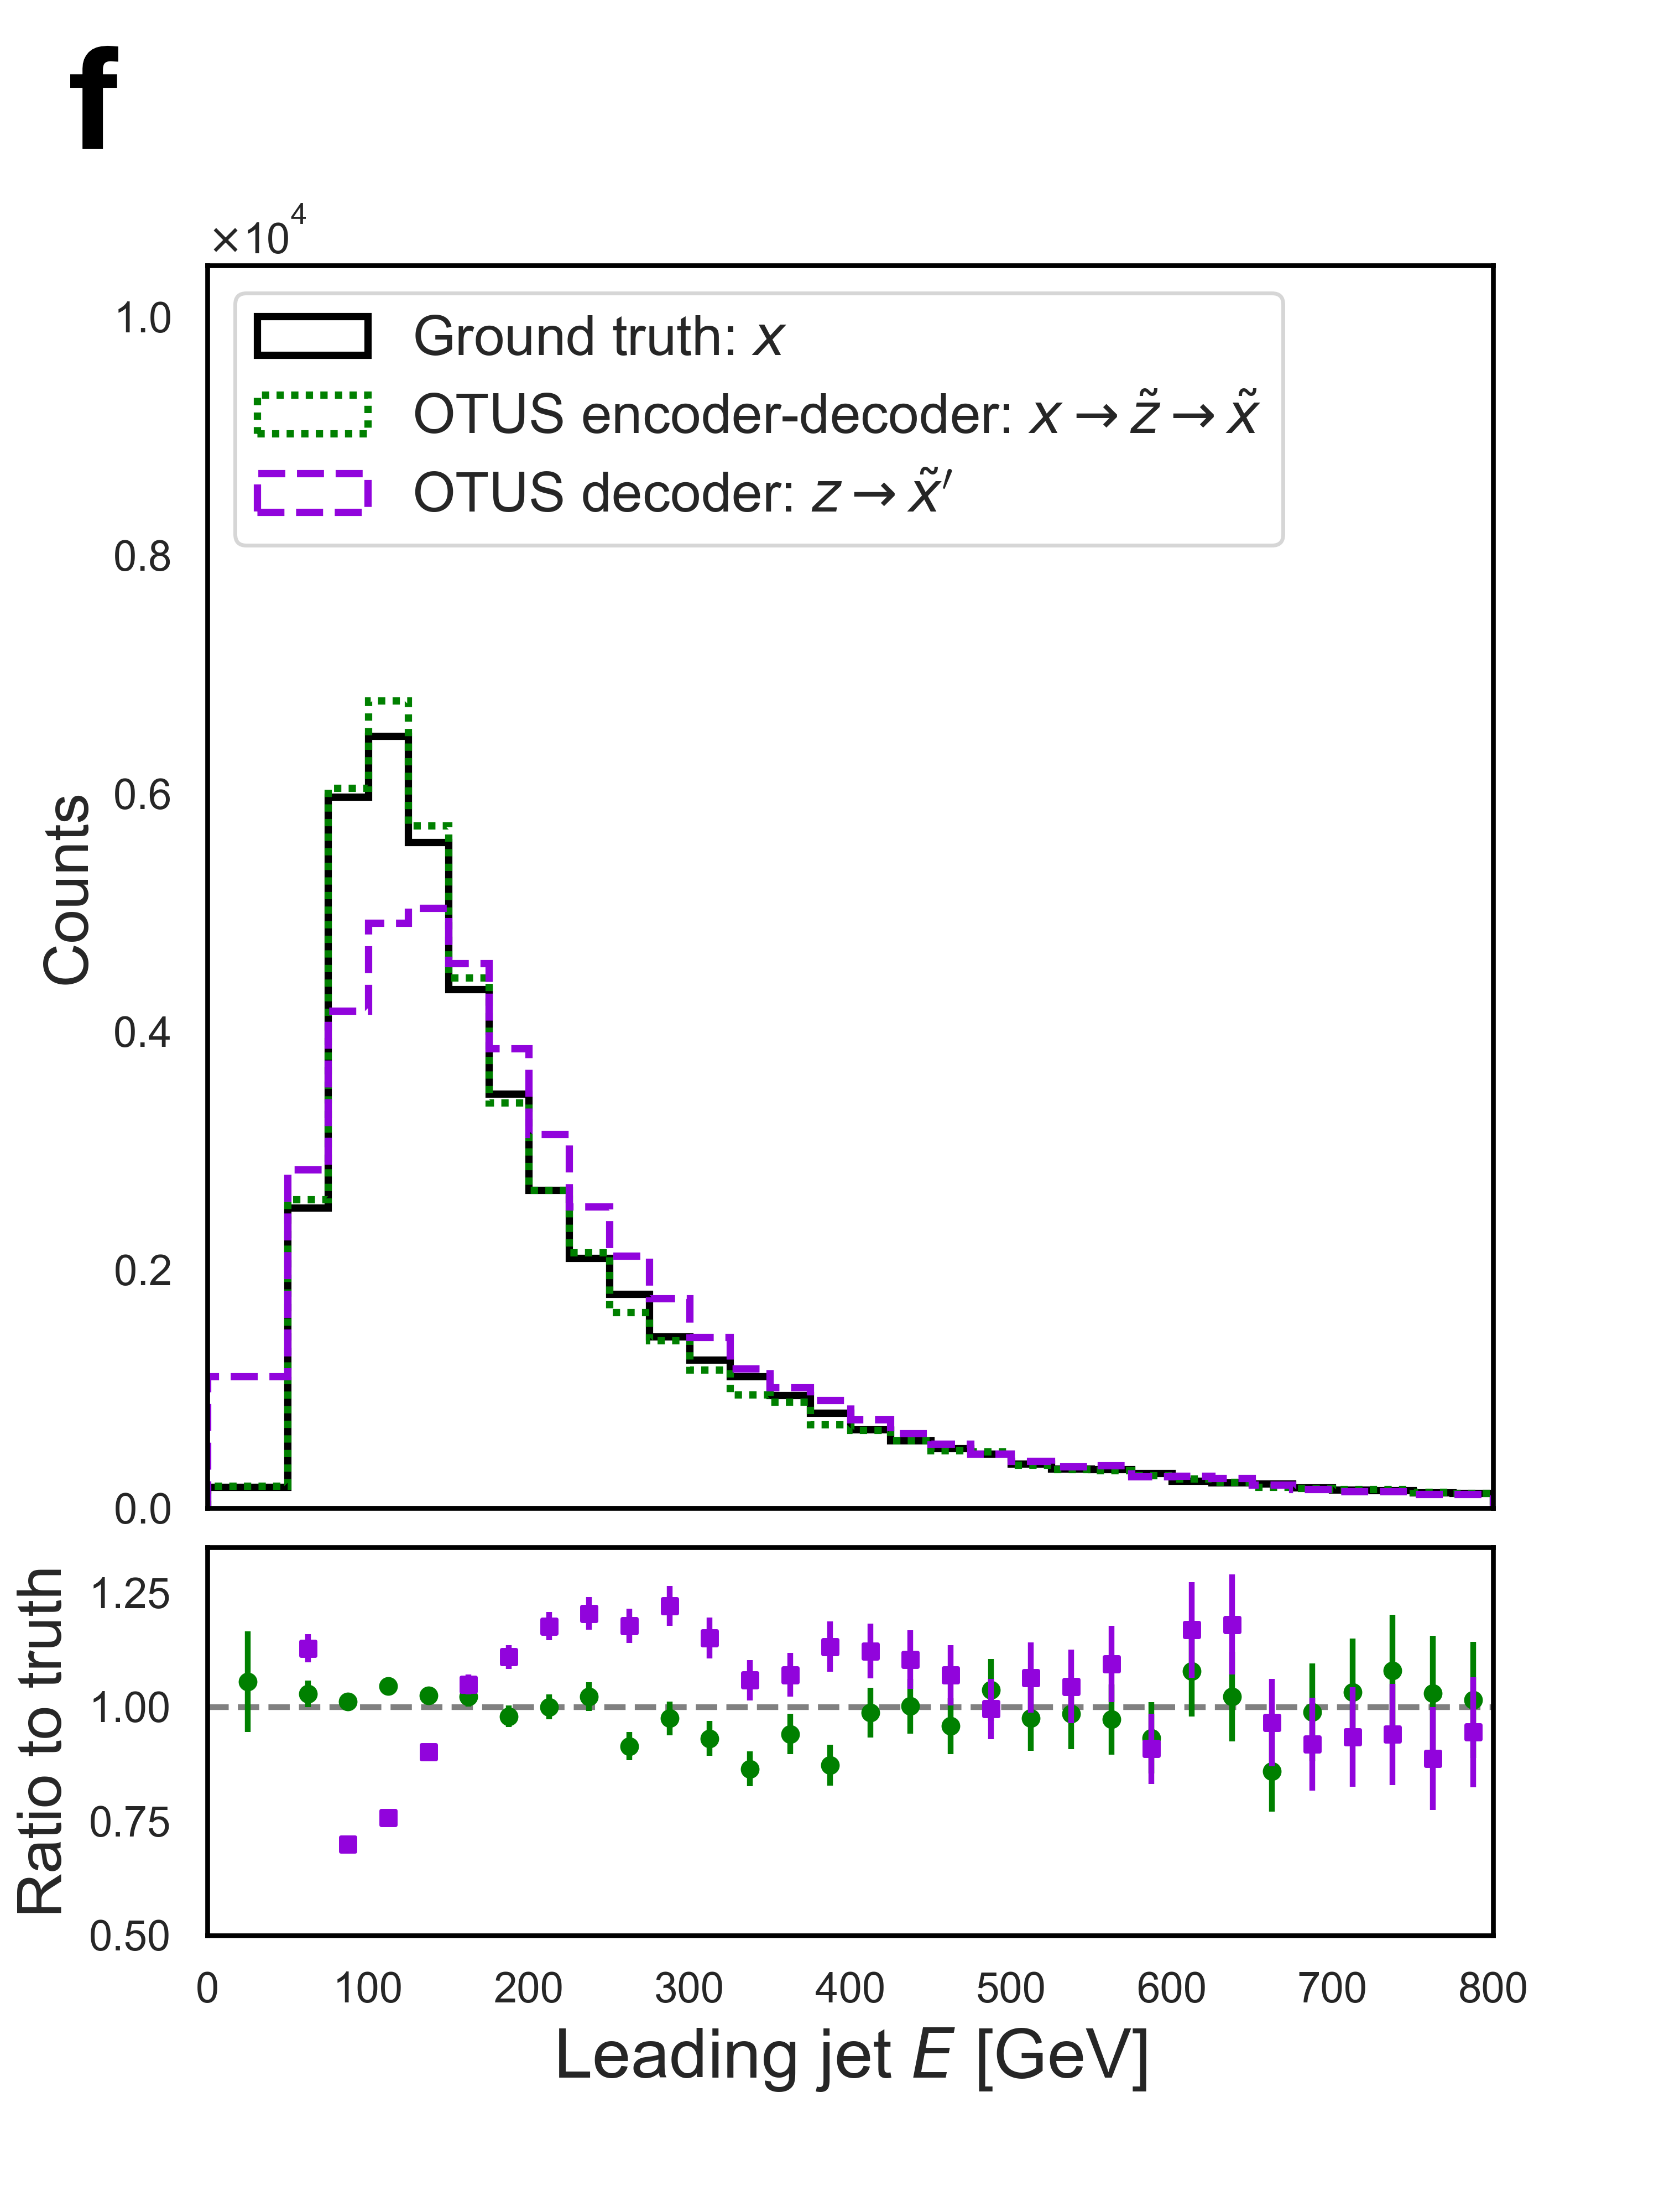 f
×10⁴
1.0
0.8
0.6
0.4
0.2
0.0
Counts
Ground truth: x
OTUS encoder-decoder: x → z̃ → x̃
OTUS decoder: z → x̃′
1.25
1.00
0.75
0.50
Ratio to truth
0 100 200 300 400 500 600 700 800
Leading jet E [GeV]